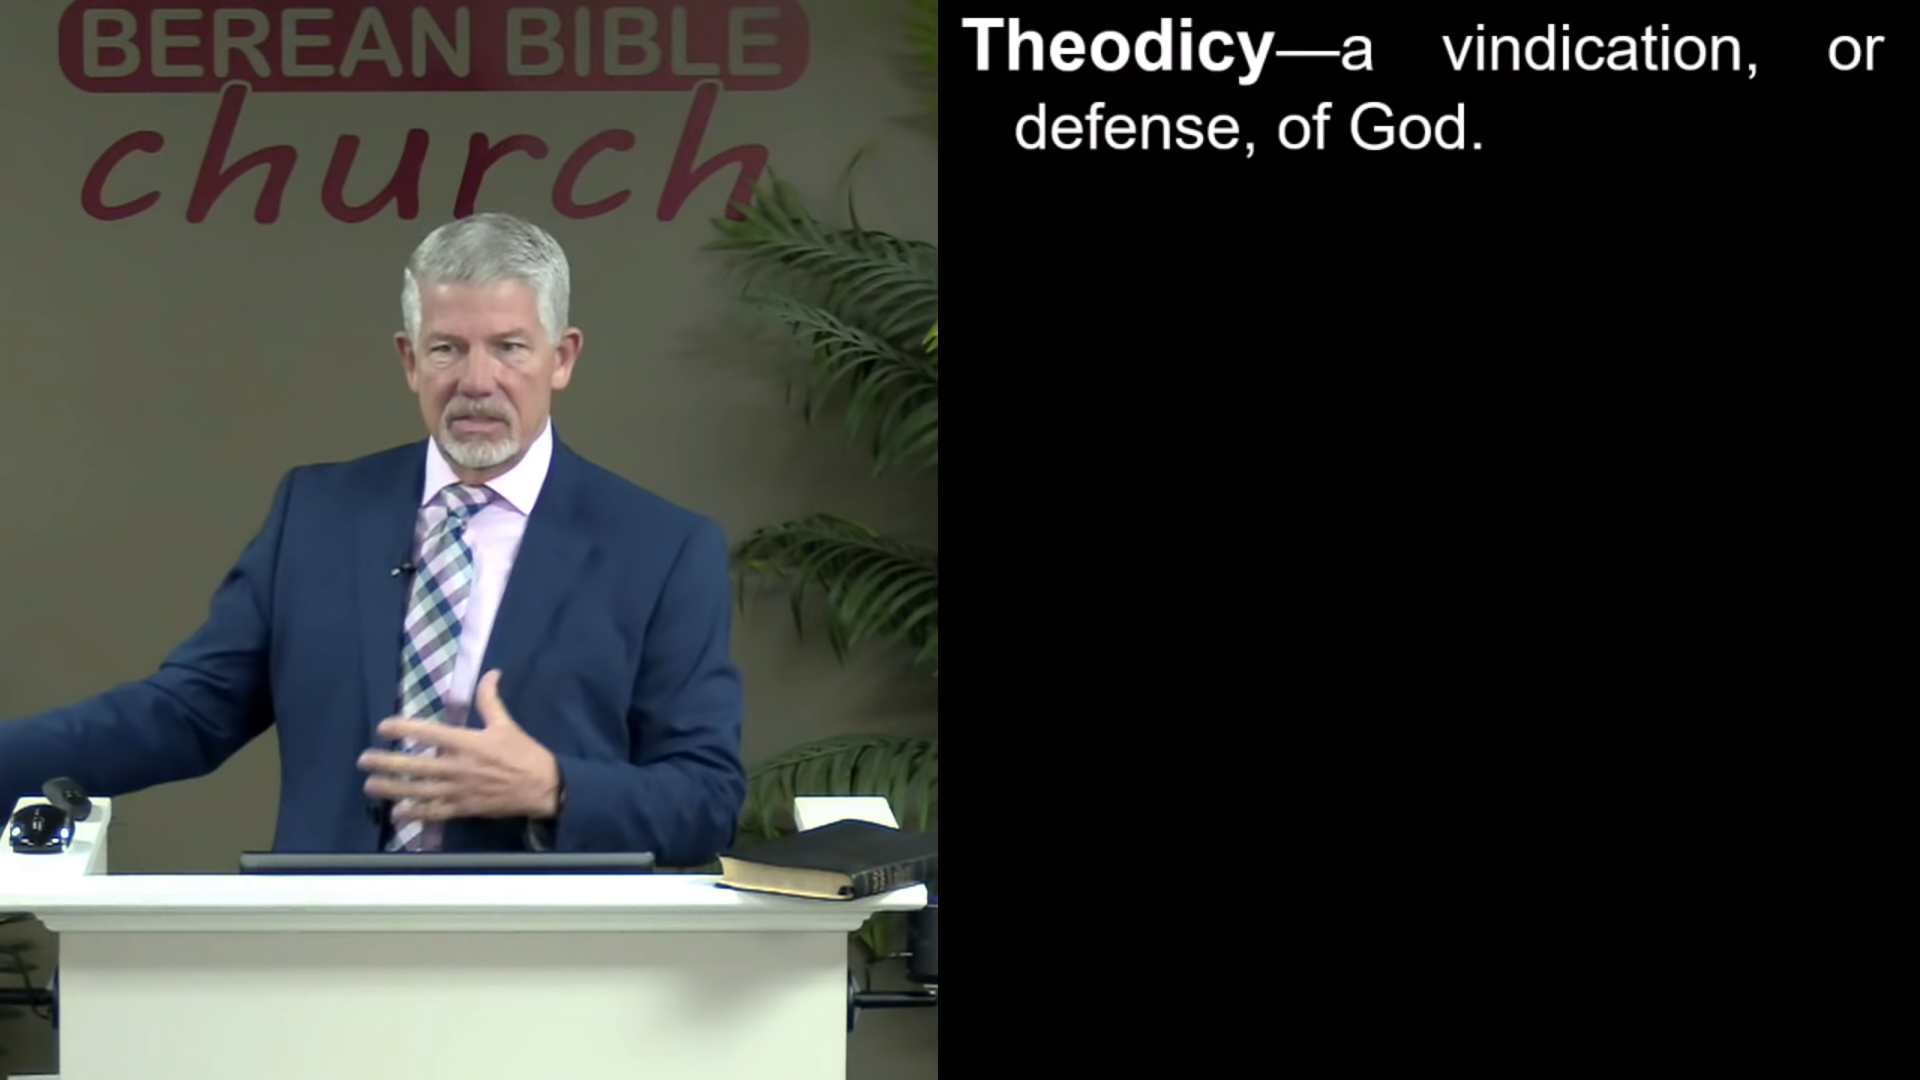 BEREAN BIBLE
church
Theodicy—a vindication, or
defense, of God.